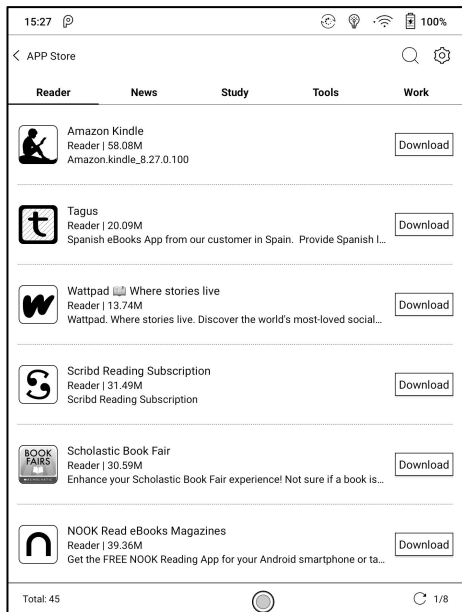 15:27 100%
APP Store
Reader News Study Tools Work
Amazon Kindle
Reader | 58.08M
Amazon.kindle_8.27.0.100
Download
t
Tagus
Reader | 20.09M
Spanish eBooks App from our customer in Spain. Provide Spanish l...
Download
Wattpad 📖 Where stories live
Reader | 13.74M
Wattpad. Where stories live. Discover the world's most-loved social...
Download
Scribd Reading Subscription
Reader | 31.49M
Scribd Reading Subscription
Download
BOOK
FAIRS
SCHOLASTIC
Scholastic Book Fair
Reader | 30.59M
Enhance your Scholastic Book Fair experience! Not sure if a book is...
Download
NOOK Read eBooks Magazines
Reader | 39.36M
Get the FREE NOOK Reading App for your Android smartphone or ta...
Download
Total: 45 1/8